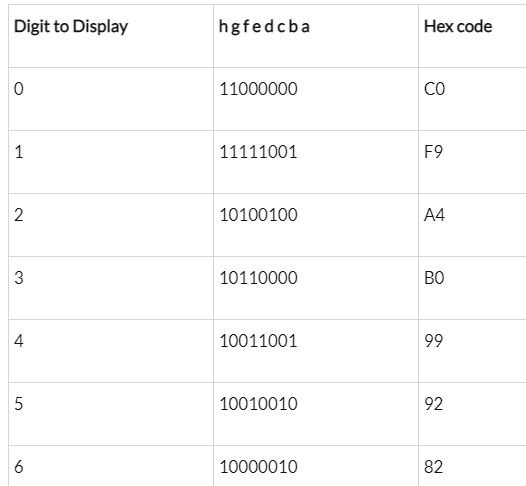 Digit to Display h g f e d c b a Hex code
0 11000000 C0
1 11111001 F9
2 10100100 A4
3 10110000 B0
4 10011001 99
5 10010010 92
6 10000010 82